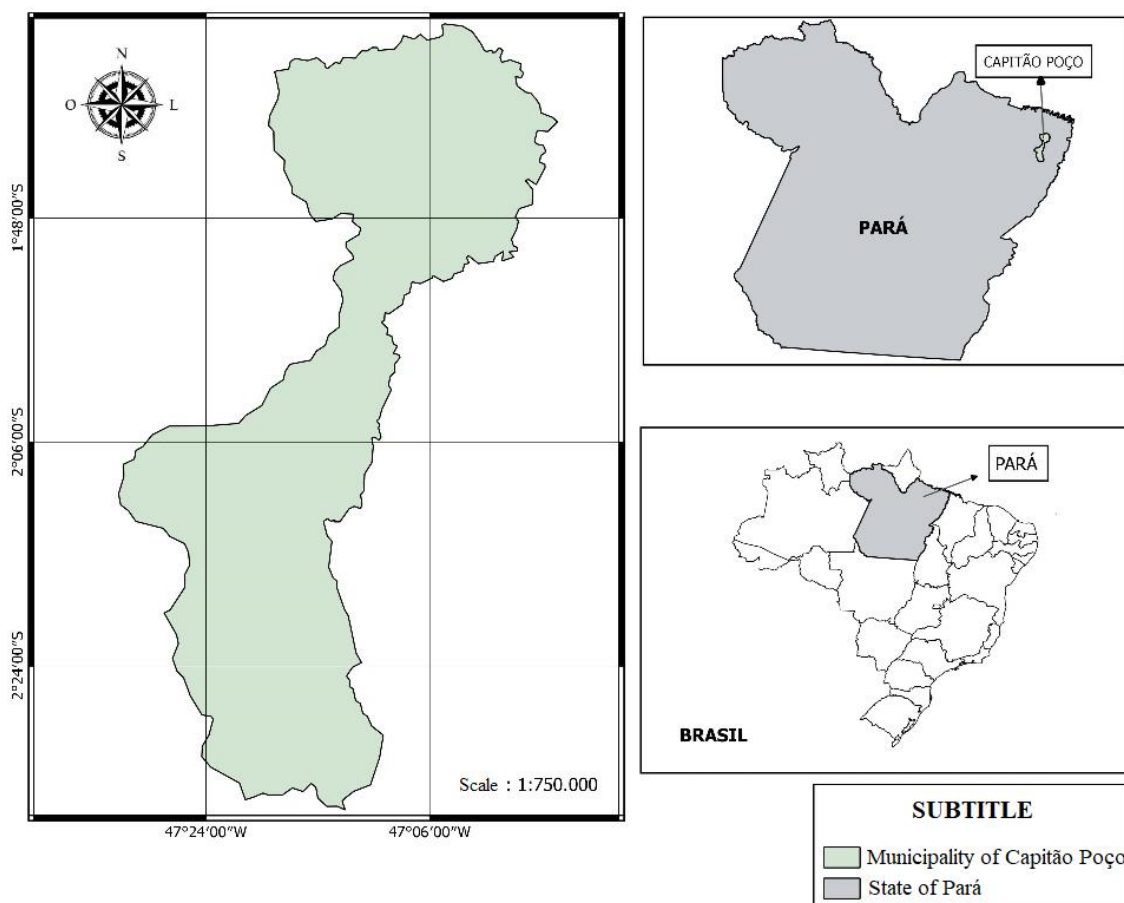 N
O L
S
1°48'00"S
2°06'00"S
2°24'00"S
47°24'00"W 47°06'00"W
Scale : 1:750.000
CAPITÃO POÇO
PARÁ
PARÁ
BRASIL
SUBTITLE
Municipality of Capitão Poço
State of Pará